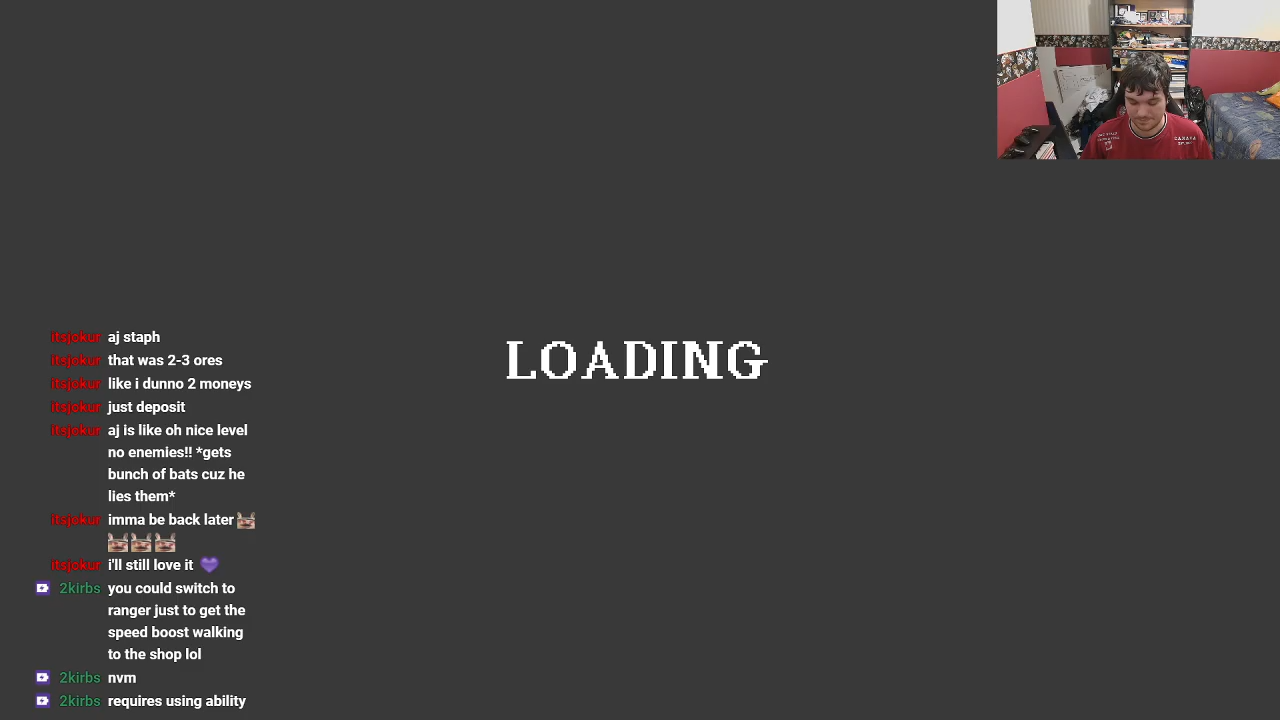 LOADING
itsjokur aj staph
itsjokur that was 2-3 ores
itsjokur like i dunno 2 moneys
itsjokur just deposit
itsjokur aj is like oh nice level
no enemies!! *gets
bunch of bats cuz he
lies them*
itsjokur imma be back later
itsjokur i'll still love it
2kirbs you could switch to
ranger just to get the
speed boost walking
to the shop lol
2kirbs nvm
2kirbs requires using ability
CANADA